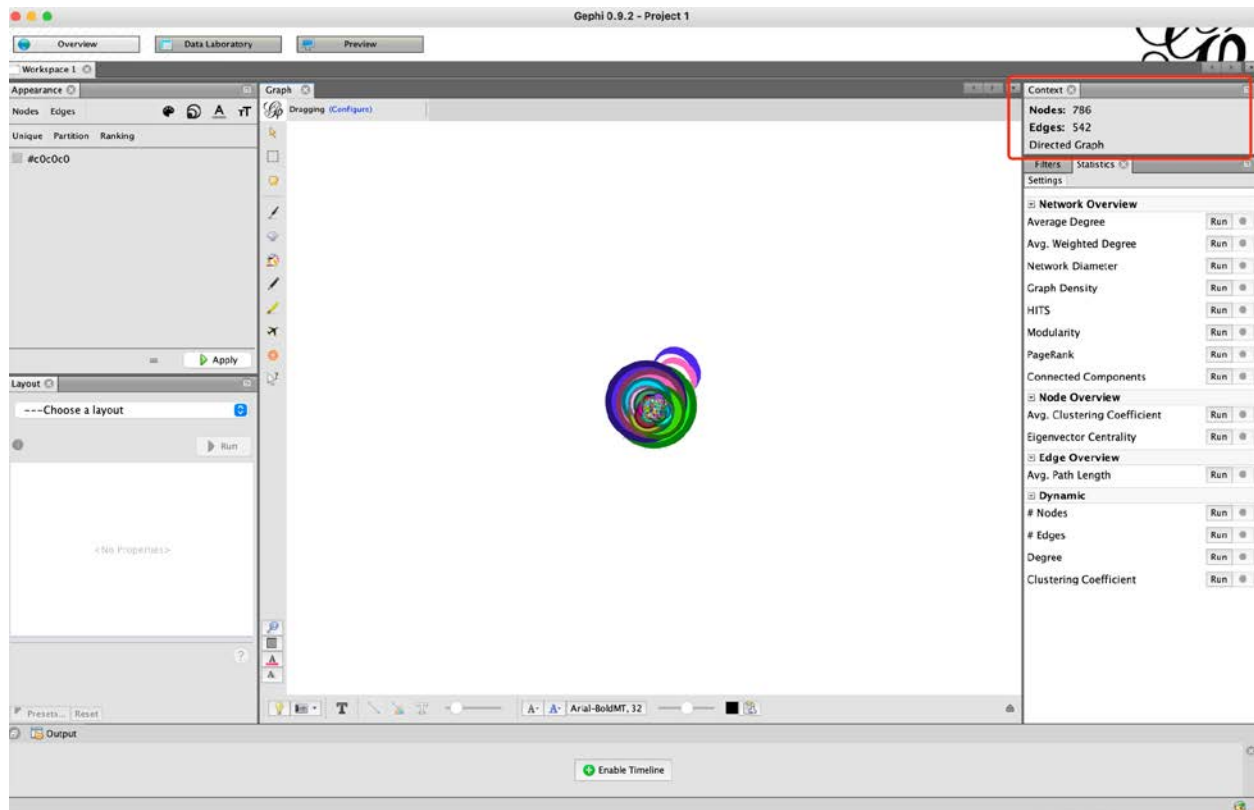 Gephi 0.9.2 - Project 1
Overview
Data Laboratory
Preview
Workspace 1
Appearance
Nodes Edges
Unique Partition Ranking
#c0c0c0
Apply
Layout
---Choose a layout
Run
<No Properties>
?
Presets... Reset
Graph
Dragging (Configure)
T
A- A- Arial-BoldMT, 32
Context
Nodes: 786
Edges: 542
Directed Graph
Filters Statistics
Settings
Network Overview
Average Degree Run
Avg. Weighted Degree Run
Network Diameter Run
Graph Density Run
HITS Run
Modularity Run
PageRank Run
Connected Components Run
Node Overview
Avg. Clustering Coefficient Run
Eigenvector Centrality Run
Edge Overview
Avg. Path Length Run
Dynamic
# Nodes Run
# Edges Run
Degree Run
Clustering Coefficient Run
Output
Enable Timeline